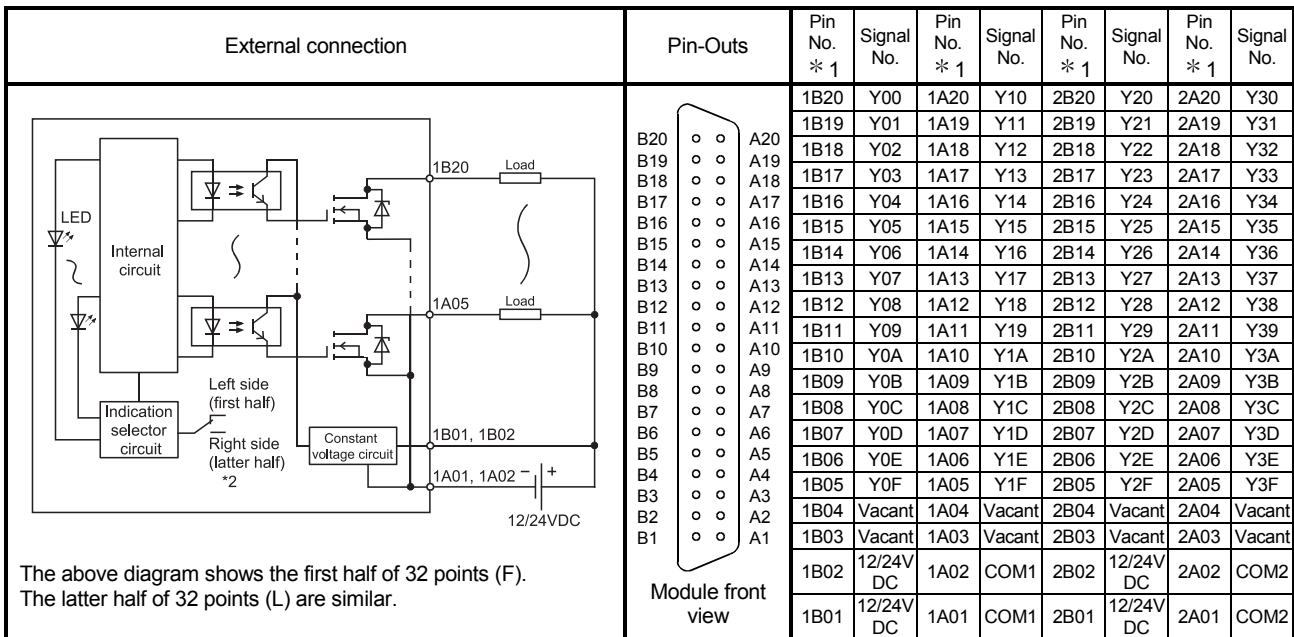 External connection
Pin-Outs
Pin No. ＊1 Signal No. Pin No. ＊1 Signal No. Pin No. ＊1 Signal No. Pin No. ＊1 Signal No.
LED
Internal circuit
Indication selector circuit
Left side (first half)
Right side (latter half)
*2
Constant voltage circuit
1B20
Load
1A05
Load
1B01, 1B02
1A01, 1A02
− +
12/24VDC
The above diagram shows the first half of 32 points (F).
The latter half of 32 points (L) are similar.
B20 A20
B19 A19
B18 A18
B17 A17
B16 A16
B15 A15
B14 A14
B13 A13
B12 A12
B11 A11
B10 A10
B9 A9
B8 A8
B7 A7
B6 A6
B5 A5
B4 A4
B3 A3
B2 A2
B1 A1
Module front view
1B20 Y00 1A20 Y10 2B20 Y20 2A20 Y30
1B19 Y01 1A19 Y11 2B19 Y21 2A19 Y31
1B18 Y02 1A18 Y12 2B18 Y22 2A18 Y32
1B17 Y03 1A17 Y13 2B17 Y23 2A17 Y33
1B16 Y04 1A16 Y14 2B16 Y24 2A16 Y34
1B15 Y05 1A15 Y15 2B15 Y25 2A15 Y35
1B14 Y06 1A14 Y16 2B14 Y26 2A14 Y36
1B13 Y07 1A13 Y17 2B13 Y27 2A13 Y37
1B12 Y08 1A12 Y18 2B12 Y28 2A12 Y38
1B11 Y09 1A11 Y19 2B11 Y29 2A11 Y39
1B10 Y0A 1A10 Y1A 2B10 Y2A 2A10 Y3A
1B09 Y0B 1A09 Y1B 2B09 Y2B 2A09 Y3B
1B08 Y0C 1A08 Y1C 2B08 Y2C 2A08 Y3C
1B07 Y0D 1A07 Y1D 2B07 Y2D 2A07 Y3D
1B06 Y0E 1A06 Y1E 2B06 Y2E 2A06 Y3E
1B05 Y0F 1A05 Y1F 2B05 Y2F 2A05 Y3F
1B04 Vacant 1A04 Vacant 2B04 Vacant 2A04 Vacant
1B03 Vacant 1A03 Vacant 2B03 Vacant 2A03 Vacant
1B02 12/24V DC 1A02 COM1 2B02 12/24V DC 2A02 COM2
1B01 12/24V DC 1A01 COM1 2B01 12/24V DC 2A01 COM2